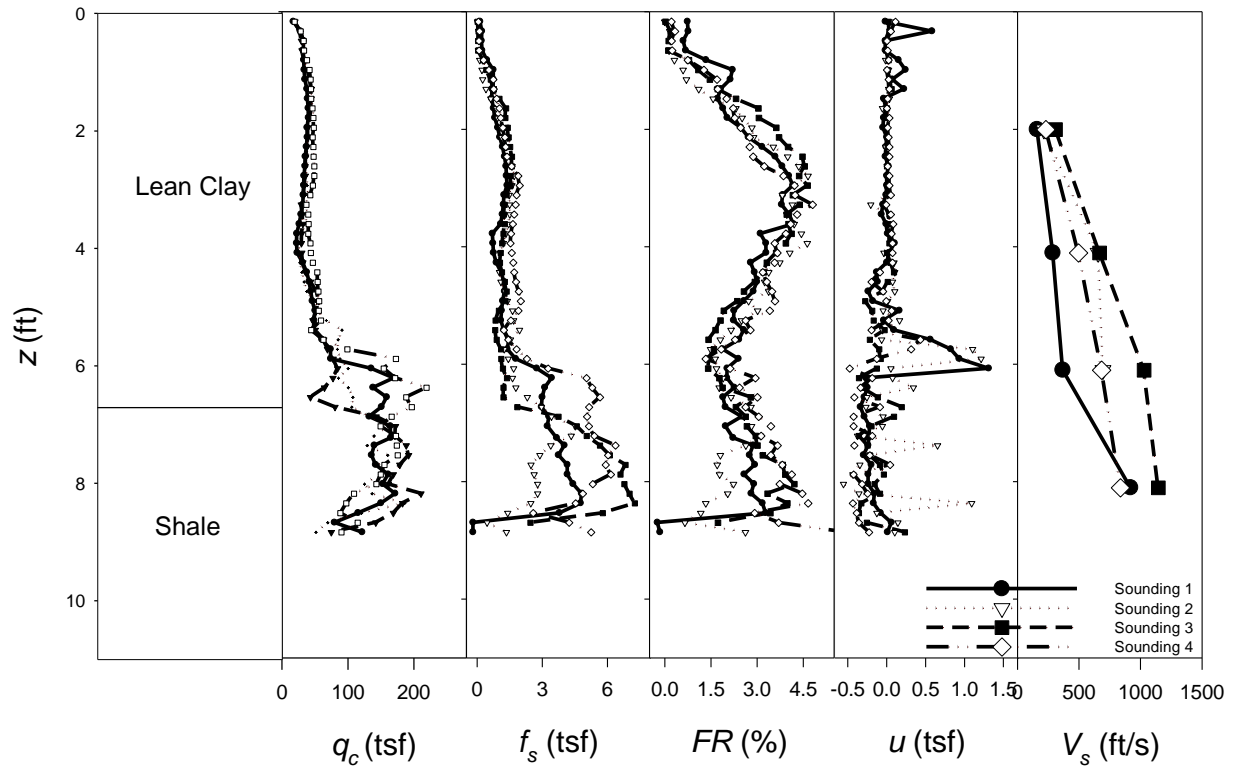 0
2
4
6
8
10
z (ft)
Lean Clay
Shale
Sounding 1
Sounding 2
Sounding 3
Sounding 4
0 100 200
0 3 6
0.0 1.5 3.0 4.5
-0.5 0.0 0.5 1.0 1.5
0 500 1000 1500
q_c (tsf)
f_s (tsf)
FR (%)
u (tsf)
V_s (ft/s)